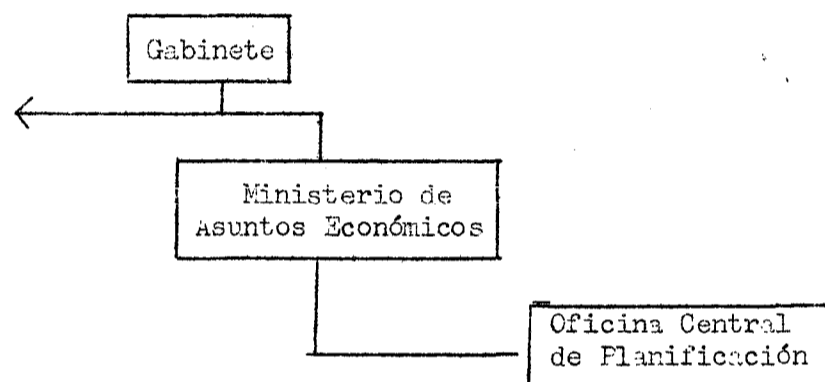 Gabinete
Ministerio de
Asuntos Económicos
Oficina Central
de Planificación